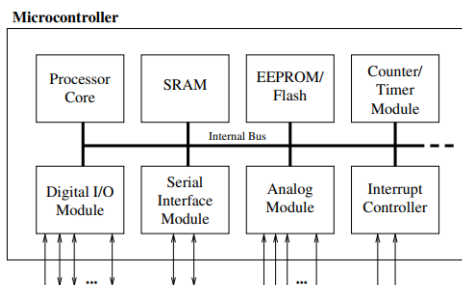 Microcontroller
Processor
Core
SRAM
EEPROM/
Flash
Counter/
Timer
Module
Internal Bus
Digital I/O
Module
Serial
Interface
Module
Analog
Module
Interrupt
Controller
...
...